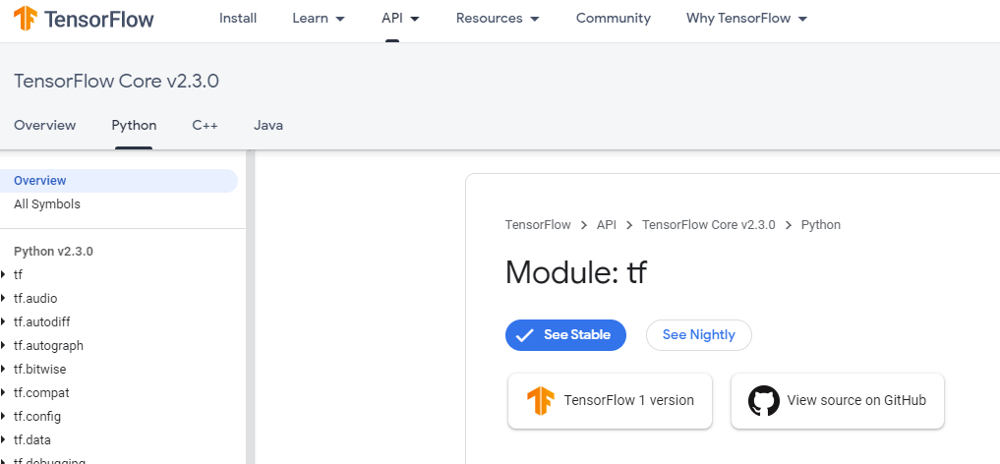 TensorFlow Install Learn API Resources Community Why TensorFlow
TensorFlow Core v2.3.0
Overview Python C++ Java
Overview
All Symbols
Python v2.3.0
tf
tf.audio
tf.autodiff
tf.autograph
tf.bitwise
tf.compat
tf.config
tf.data
tf.debugging
TensorFlow > API > TensorFlow Core v2.3.0 > Python
Module: tf
See Stable See Nightly
TensorFlow 1 version View source on GitHub